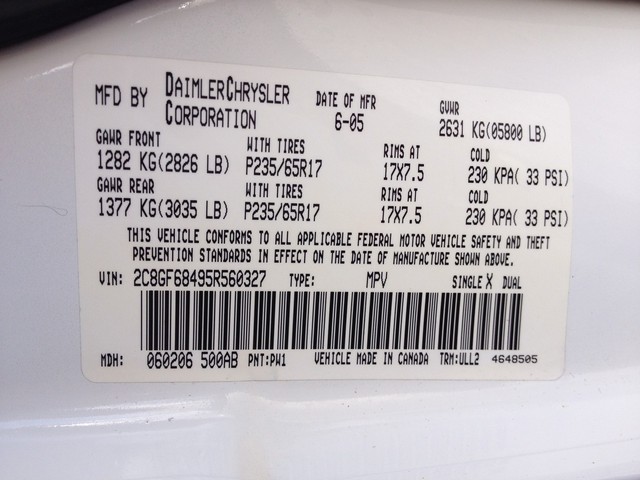 MFD BY DAIMLERCHRYSLER CORPORATION DATE OF MFR 6-05 GVWR 2631 KG(05800 LB)
GAWR FRONT WITH TIRES RIMS AT COLD
1282 KG(2826 LB) P235/65R17 17X7.5 230 KPA( 33 PSI)
GAWR REAR WITH TIRES RIMS AT COLD
1377 KG(3035 LB) P235/65R17 17X7.5 230 KPA( 33 PSI)
THIS VEHICLE CONFORMS TO ALL APPLICABLE FEDERAL MOTOR VEHICLE SAFETY AND THEFT
PREVENTION STANDARDS IN EFFECT ON THE DATE OF MANUFACTURE SHOWN ABOVE.
VIN: 2C8GF68495R560327 TYPE: MPV SINGLE X DUAL
MDH: 060206 500AB PNT:PW1 VEHICLE MADE IN CANADA TRM:ULL2 4648505